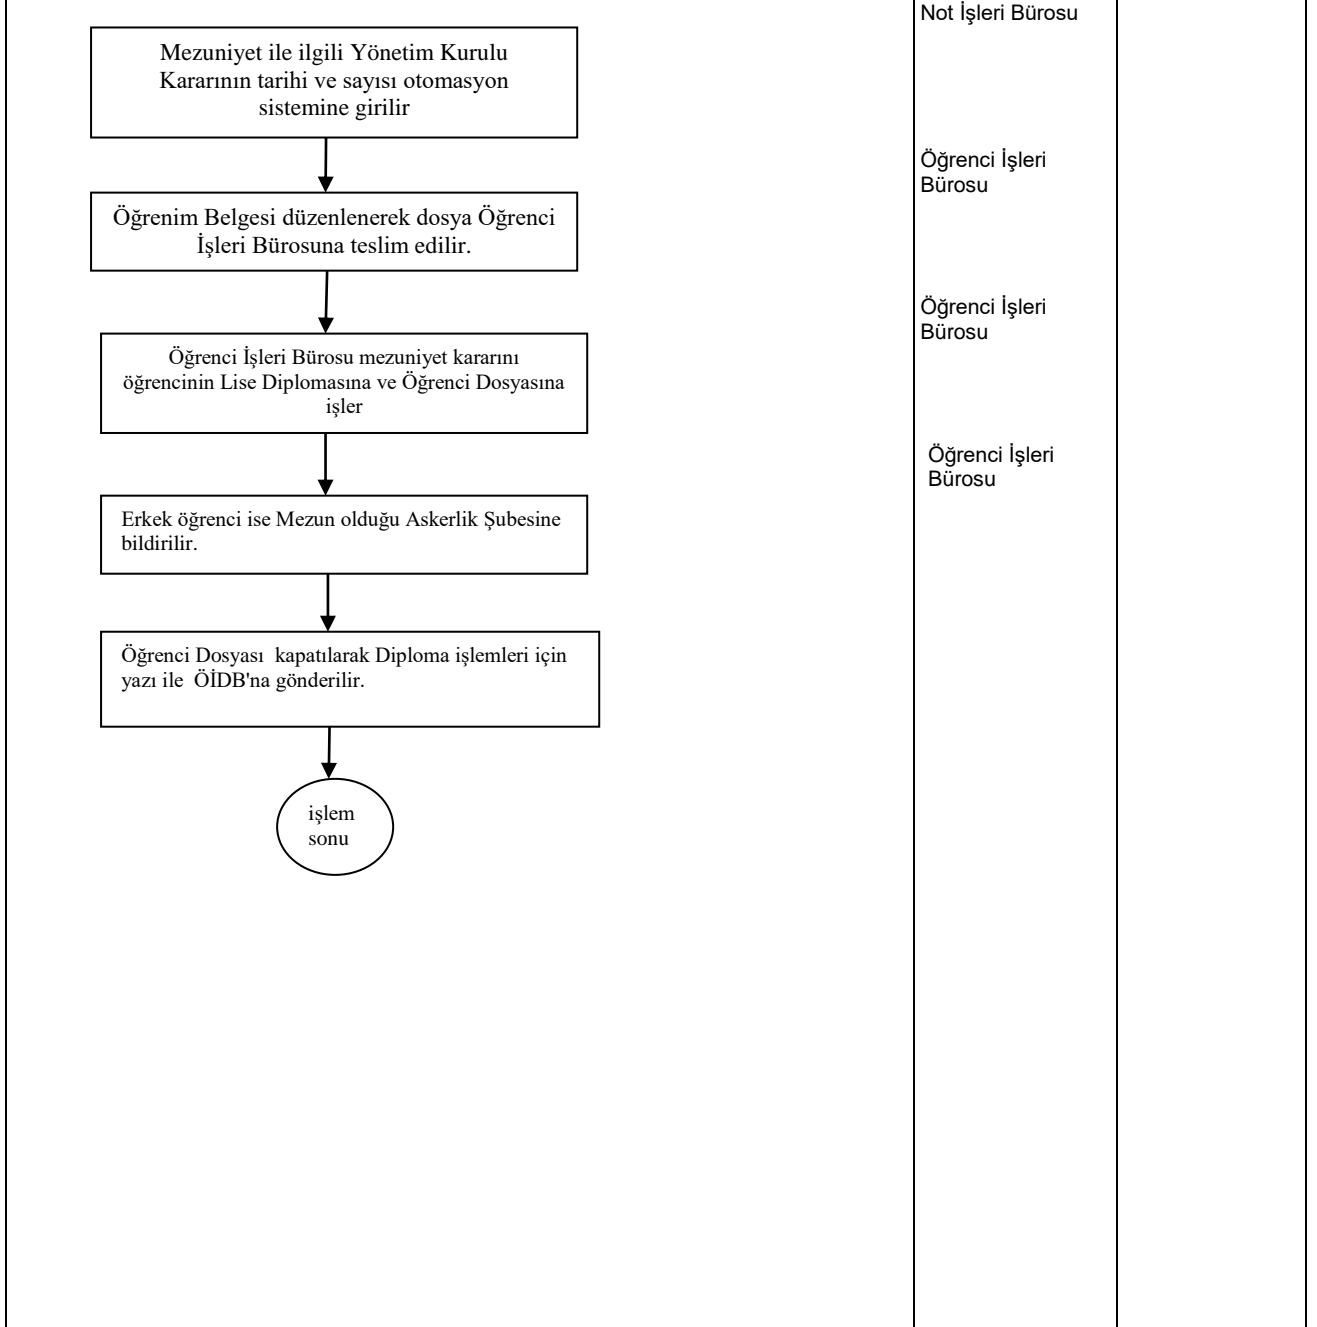 Mezuniyet ile ilgili Yönetim Kurulu
Kararının tarihi ve sayısı otomasyon
sistemine girilir
Öğrenim Belgesi düzenlenerek dosya Öğrenci
İşleri Bürosuna teslim edilir.
Öğrenci İşleri Bürosu mezuniyet kararını
öğrencinin Lise Diplomasına ve Öğrenci Dosyasına
işler
Erkek öğrenci ise Mezun olduğu Askerlik Şubesine
bildirilir.
Öğrenci Dosyası  kapatılarak Diploma işlemleri için
yazı ile  ÖİDB'na gönderilir.
işlem
sonu
Not İşleri Bürosu
Öğrenci İşleri
Bürosu
Öğrenci İşleri
Bürosu
Öğrenci İşleri
Bürosu